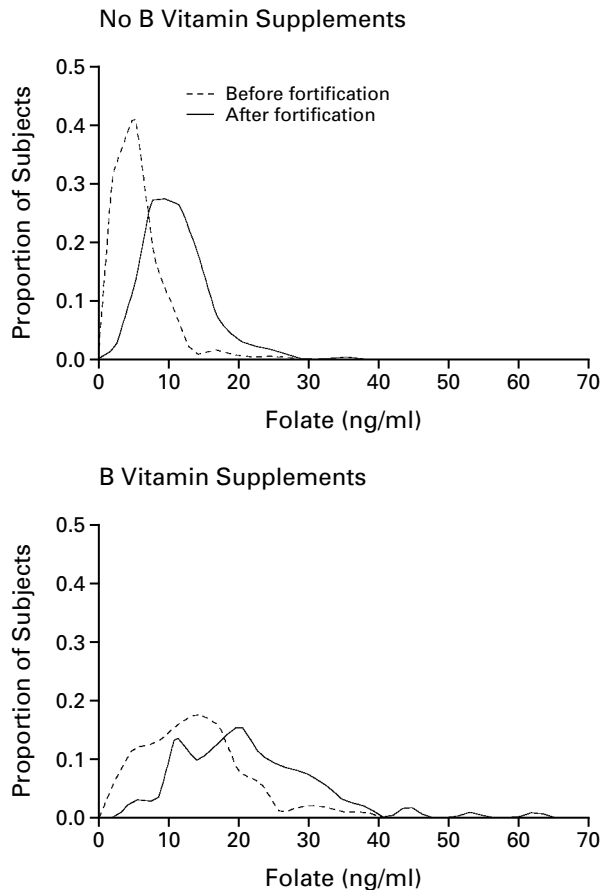 No B Vitamin Supplements
0.5
0.4
0.3
0.2
0.1
0.0
Proportion of Subjects
Before fortification
After fortification
0 10 20 30 40 50 60 70
Folate (ng/ml)
B Vitamin Supplements
0.5
0.4
0.3
0.2
0.1
0.0
Proportion of Subjects
0 10 20 30 40 50 60 70
Folate (ng/ml)